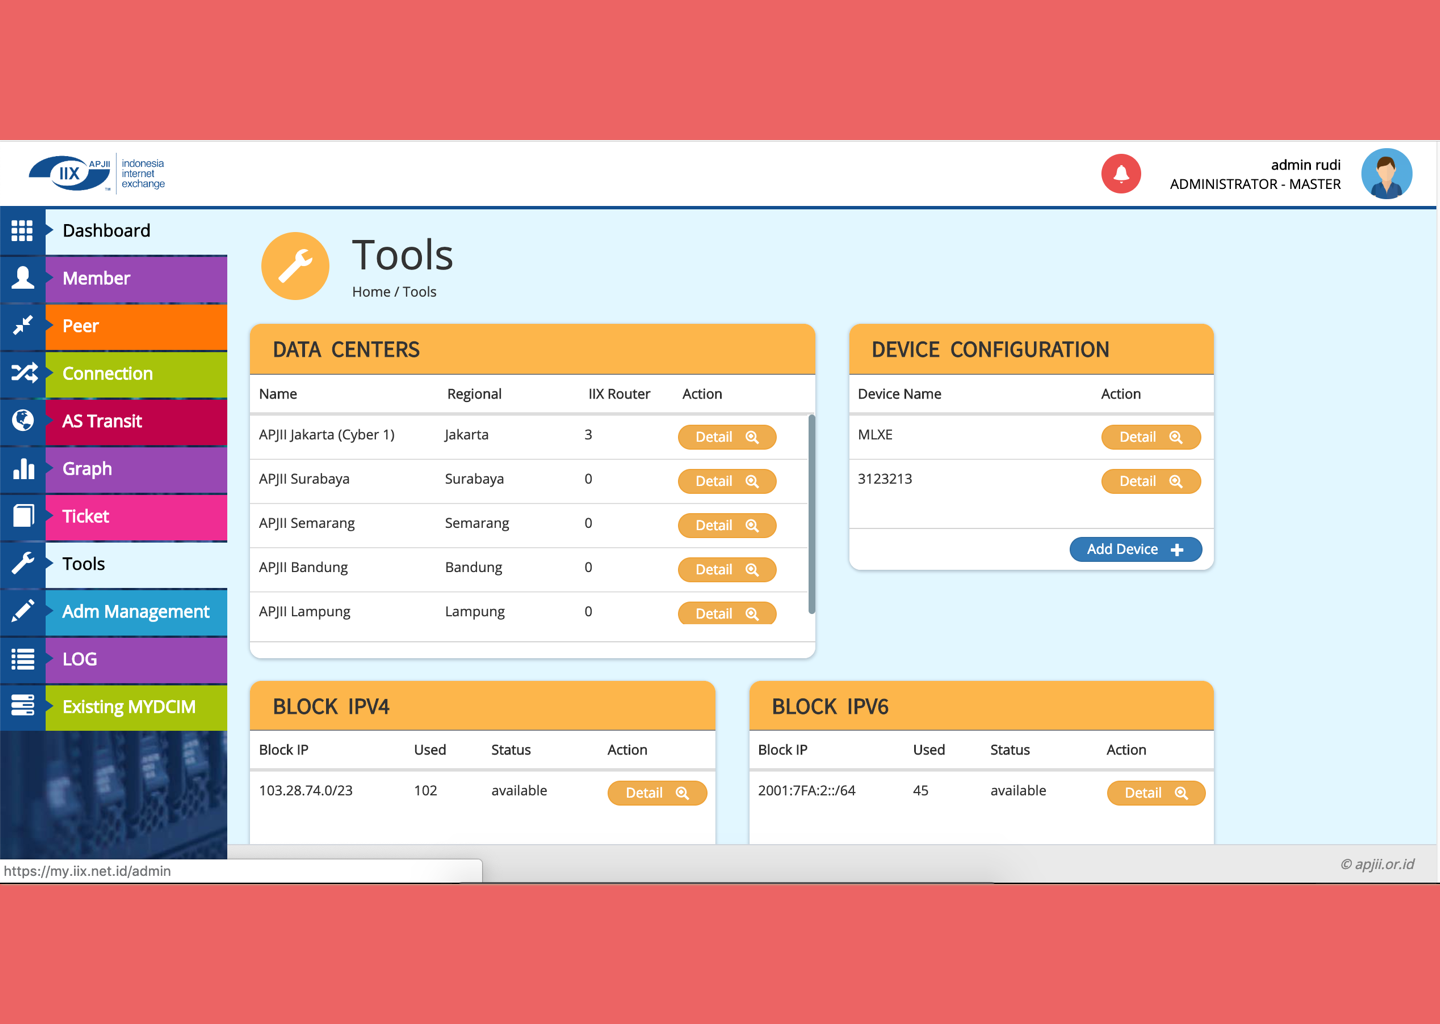 IIX APJII
™
indonesia
internet
exchange
admin rudi
ADMINISTRATOR - MASTER
Dashboard
Member
Peer
Connection
AS Transit
Graph
Ticket
Tools
Adm Management
LOG
Existing MYDCIM
Tools
Home / Tools
DATA CENTERS
Name Regional IIX Router Action
APJII Jakarta (Cyber 1) Jakarta 3 Detail
APJII Surabaya Surabaya 0 Detail
APJII Semarang Semarang 0 Detail
APJII Bandung Bandung 0 Detail
APJII Lampung Lampung 0 Detail
DEVICE CONFIGURATION
Device Name Action
MLXE Detail
3123213 Detail
Add Device
BLOCK IPV4
Block IP Used Status Action
103.28.74.0/23 102 available Detail
BLOCK IPV6
Block IP Used Status Action
2001:7FA:2::/64 45 available Detail
https://my.iix.net.id/admin
© apjii.or.id